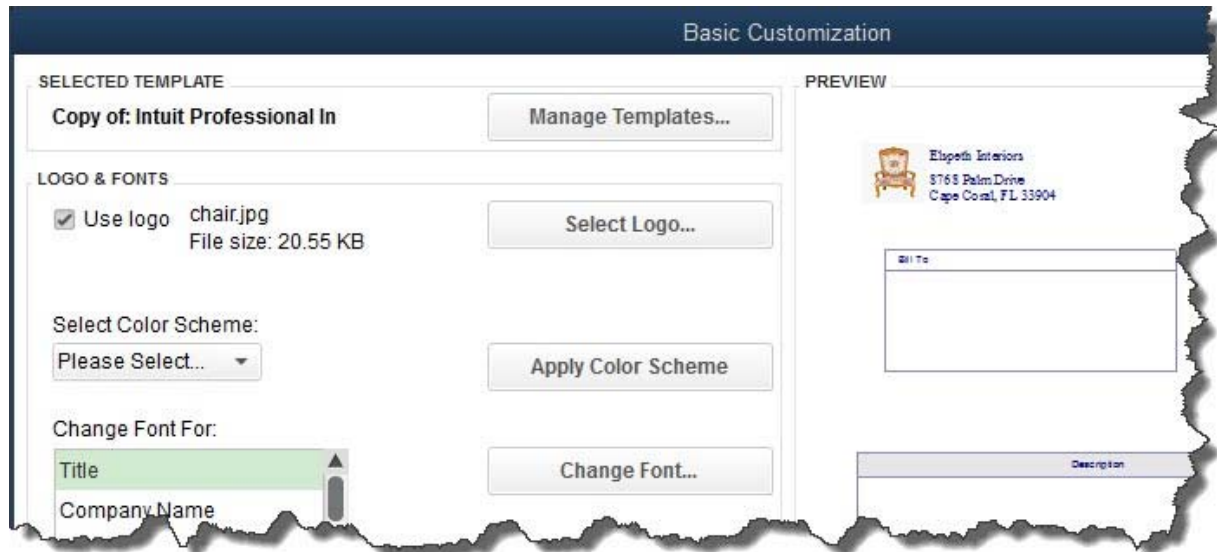 Basic Customization
SELECTED TEMPLATE
Copy of: Intuit Professional In
Manage Templates...
LOGO & FONTS
Use logo
chair.jpg
File size: 20.55 KB
Select Logo...
Select Color Scheme:
Please Select...
Apply Color Scheme
Change Font For:
Title
Company Name
Change Font...
PREVIEW
Elspeth Interiors
8768 Palm Drive
Cape Coral, FL 33904
Bill To
Description